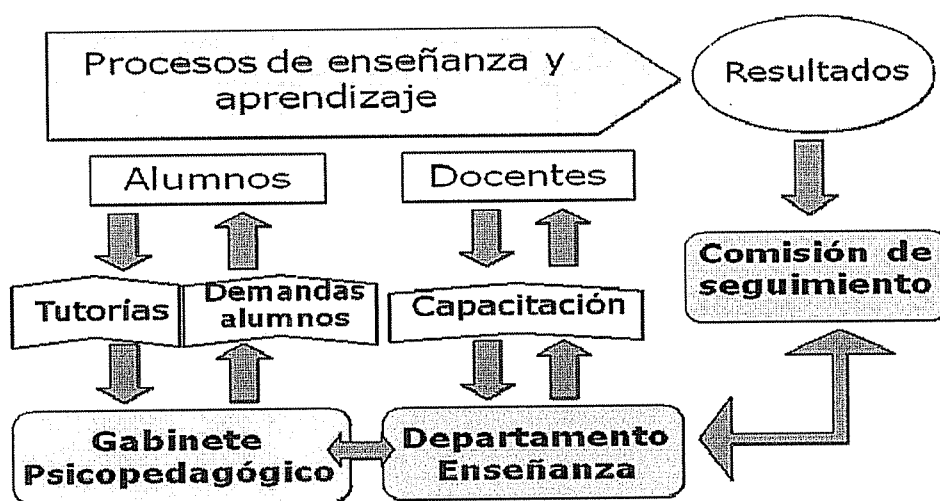 Procesos de enseñanza y
aprendizaje
Resultados
Alumnos
Docentes
Comisión de
seguimiento
Tutorías
Demandas
alumnos
Capacitación
Gabinete
Psicopedagógico
Departamento
Enseñanza